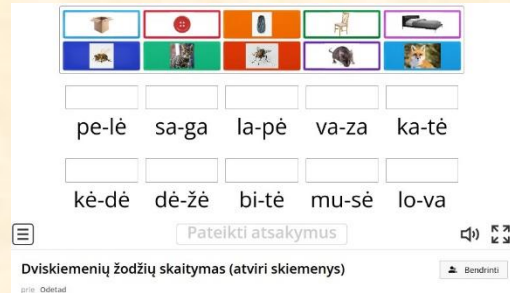 pe-lė sa-ga la-pė va-za ka-tė
kė-dė dė-žė bi-tė mu-sė lo-va
Pateikti atsakymus
Dviskiemenių žodžių skaitymas (atviri skiemenys)
Bendrinti
prie Odetad